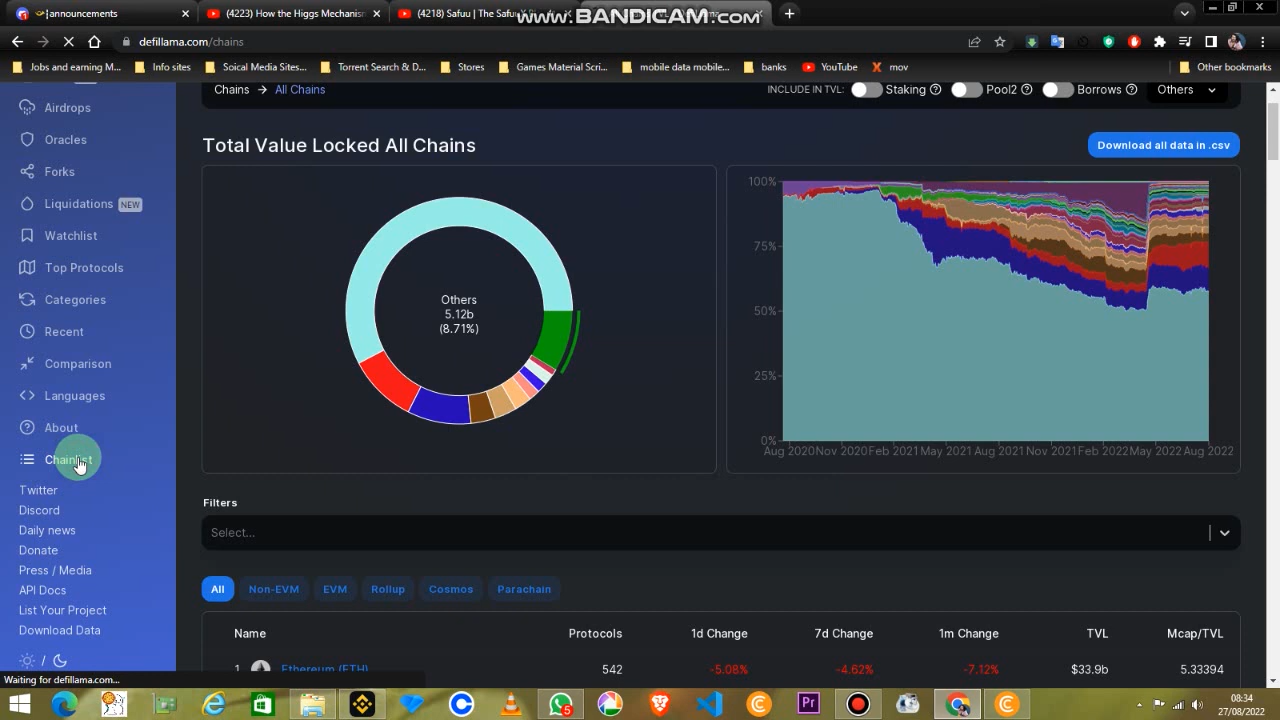 announcements
(4223) How the Higgs Mechanism
(4218) Safuu | The Safuu
www.BANDICAM.com
defillama.com/chains
Jobs and earning M...
Info sites
Soical Media Sites...
Torrent Search & D...
Stores
Games Material Scri...
mobile data mobile...
banks
YouTube
mov
Other bookmarks
Chains → All Chains
INCLUDE IN TVL:
Staking
Pool2
Borrows
Others
Airdrops
Oracles
Forks
Liquidations NEW
Watchlist
Top Protocols
Categories
Recent
Comparison
Languages
About
Chainlist
Twitter
Discord
Daily news
Donate
Press / Media
API Docs
List Your Project
Download Data
/
Total Value Locked All Chains
Download all data in .csv
Others
5.12b
(8.71%)
100%
75%
50%
25%
0%
Aug 2020 Nov 2020 Feb 2021 May 2021 Aug 2021 Nov 2021 Feb 2022 May 2022 Aug 2022
Filters
Select...
All
Non-EVM
EVM
Rollup
Cosmos
Parachain
Name Protocols 1d Change 7d Change 1m Change TVL Mcap/TVL
1 Ethereum (ETH) 542 -5.08% -4.62% -7.12% $33.9b 5.33394
Waiting for defillama.com...
5
Pr
08:34
27/08/2022